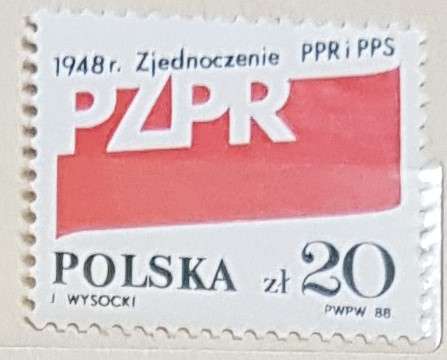 1948 r. Zjednoczenie PPR i PPS
PZPR
POLSKA zł 20
J WYSOCKI PWPW 88